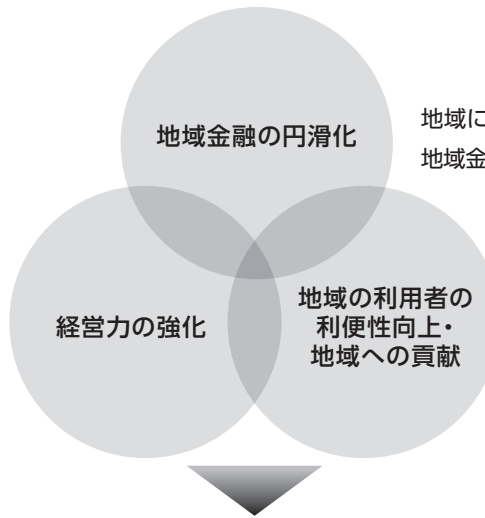 地域金融の円滑化
地域に
地域金
経営力の強化
地域の利用者の
利便性向上・
地域への貢献